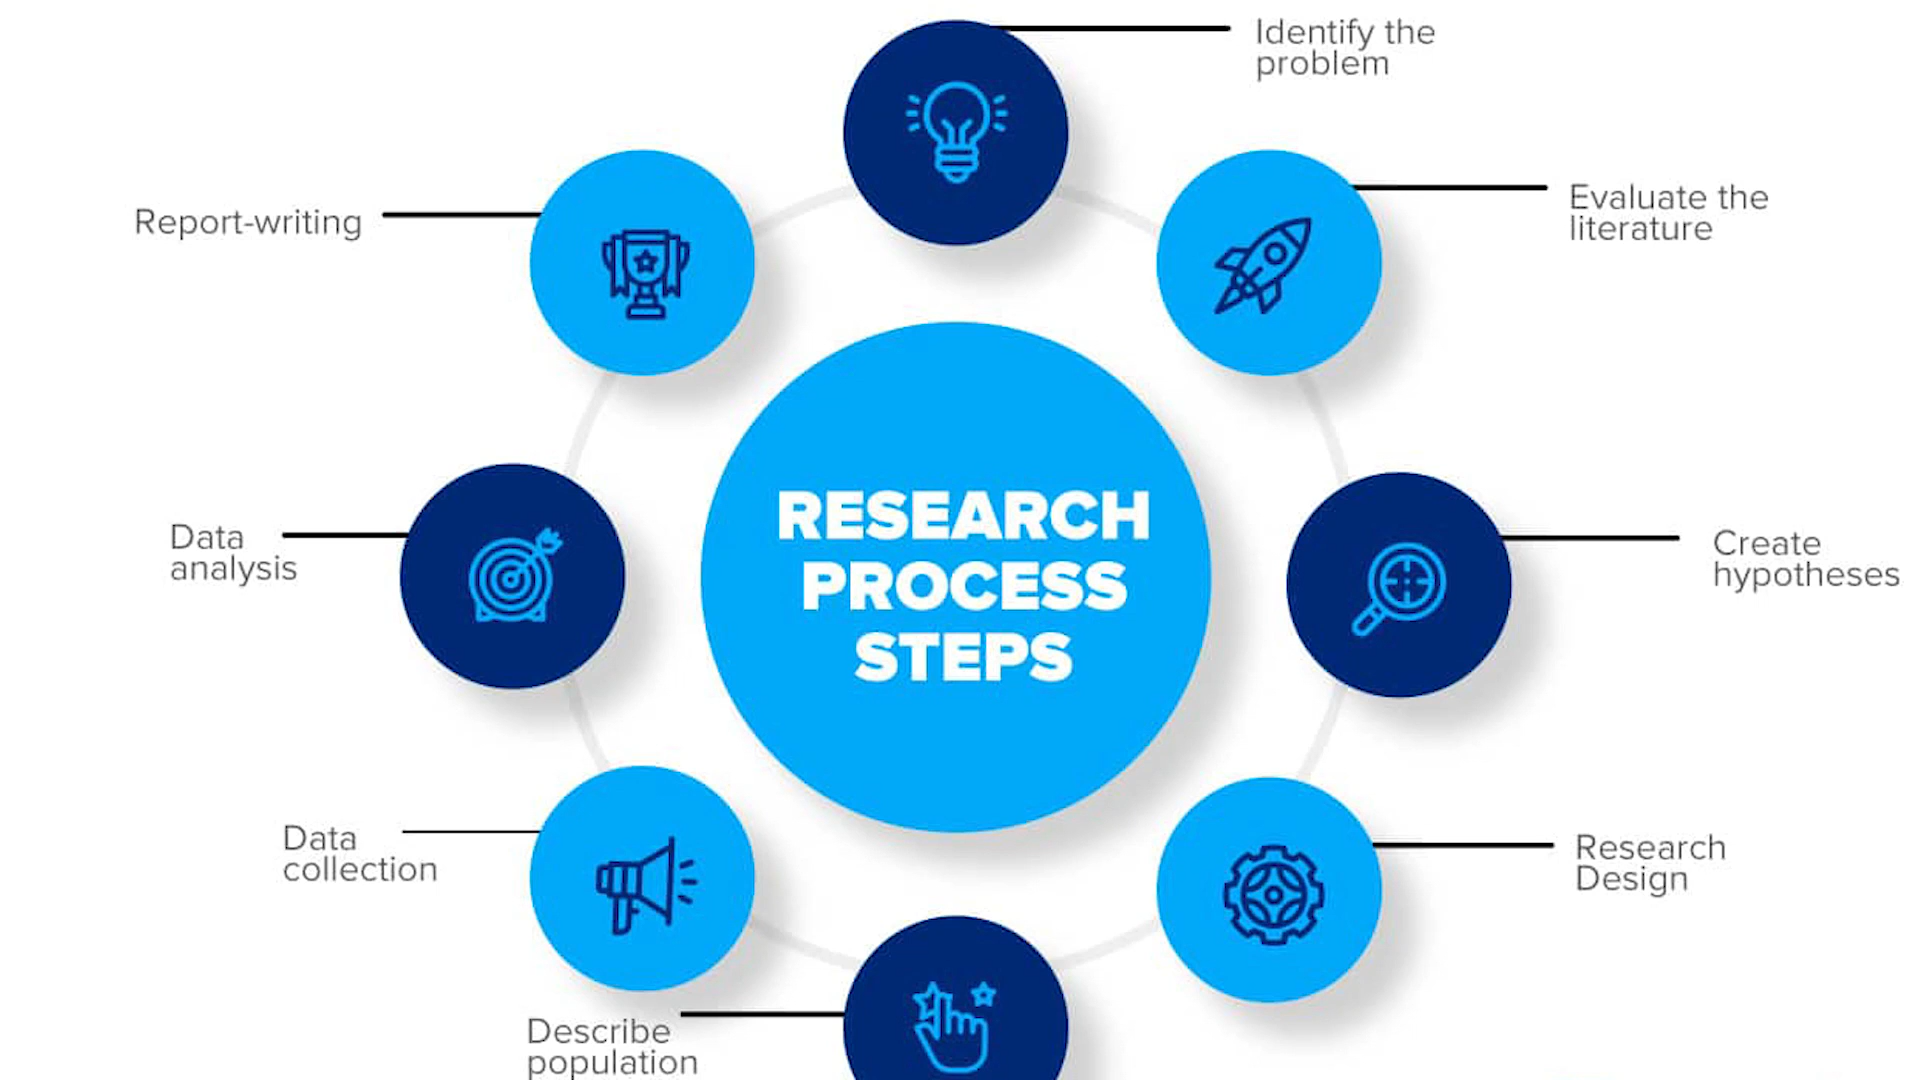 Identify the
problem
Evaluate the
literature
Create
hypotheses
Research
Design
Describe
population
Data
collection
Data
analysis
Report-writing
RESEARCH
PROCESS
STEPS